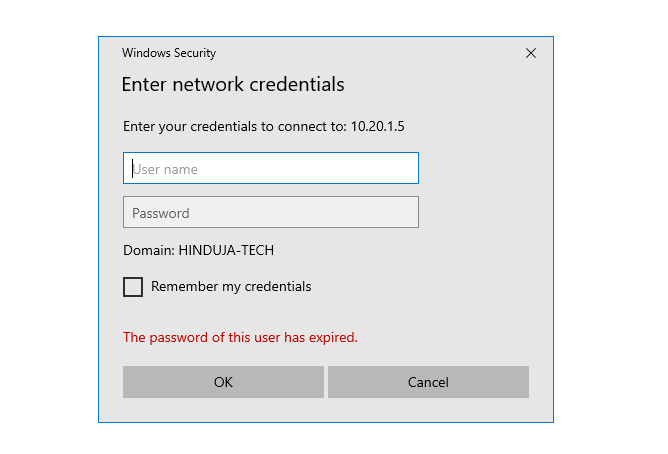 Windows Security
Enter network credentials
Enter your credentials to connect to: 10.20.1.5
User name
Password
Domain: HINDUJA-TECH
Remember my credentials
The password of this user has expired.
OK
Cancel